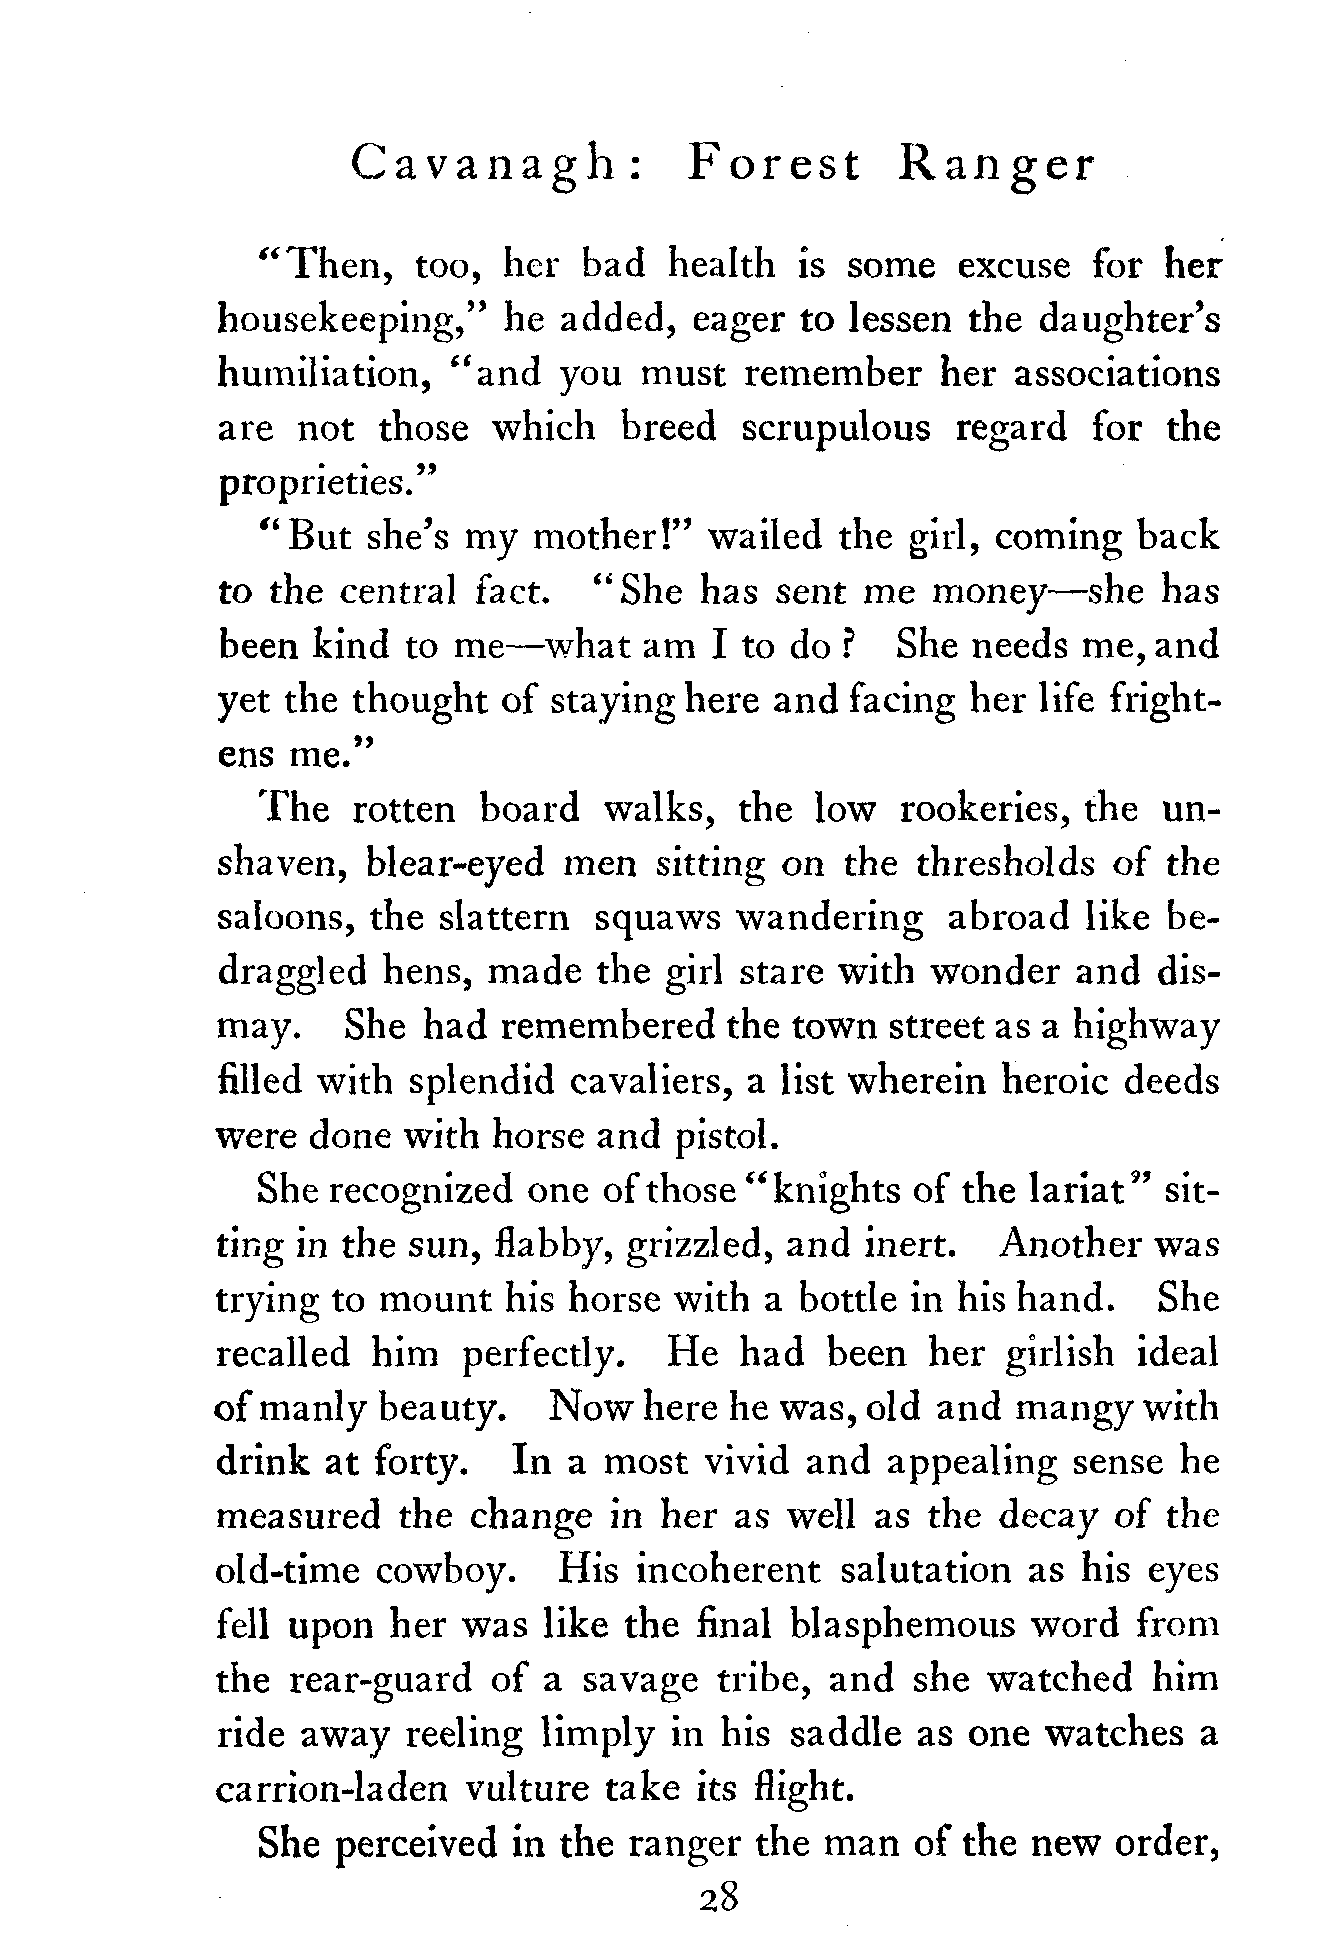 Cavanagh: Forest Ranger
"Then, too, her bad health is some excuse for her
housekeeping," he added, eager to lessen the daughter's
humiliation, "and you must remember her associations
are not those which breed scrupulous regard for the
proprieties."
"But she's my mother!" wailed the girl, coming back
to the central fact. "She has sent me money—she has
been kind to me—what am I to do? She needs me, and
yet the thought of staying here and facing her life fright-
ens me."
The rotten board walks, the low rookeries, the un-
shaven, blear-eyed men sitting on the thresholds of the
saloons, the slattern squaws wandering abroad like be-
draggled hens, made the girl stare with wonder and dis-
may. She had remembered the town street as a highway
filled with splendid cavaliers, a list wherein heroic deeds
were done with horse and pistol.
She recognized one of those "knights of the lariat" sit-
ting in the sun, flabby, grizzled, and inert. Another was
trying to mount his horse with a bottle in his hand. She
recalled him perfectly. He had been her girlish ideal
of manly beauty. Now here he was, old and mangy with
drink at forty. In a most vivid and appealing sense he
measured the change in her as well as the decay of the
old-time cowboy. His incoherent salutation as his eyes
fell upon her was like the final blasphemous word from
the rear-guard of a savage tribe, and she watched him
ride away reeling limply in his saddle as one watches a
carrion-laden vulture take its flight.
She perceived in the ranger the man of the new order,
28